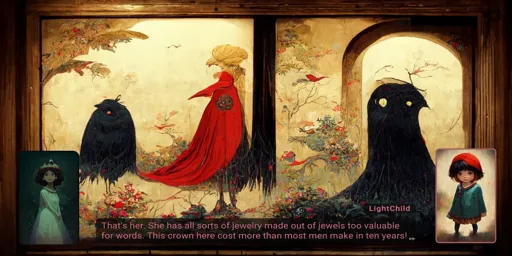 LightChild
That's her. She has all sorts of jewelry made out of jewels too valuable
for words. This crown here cost more than most men make in ten years!